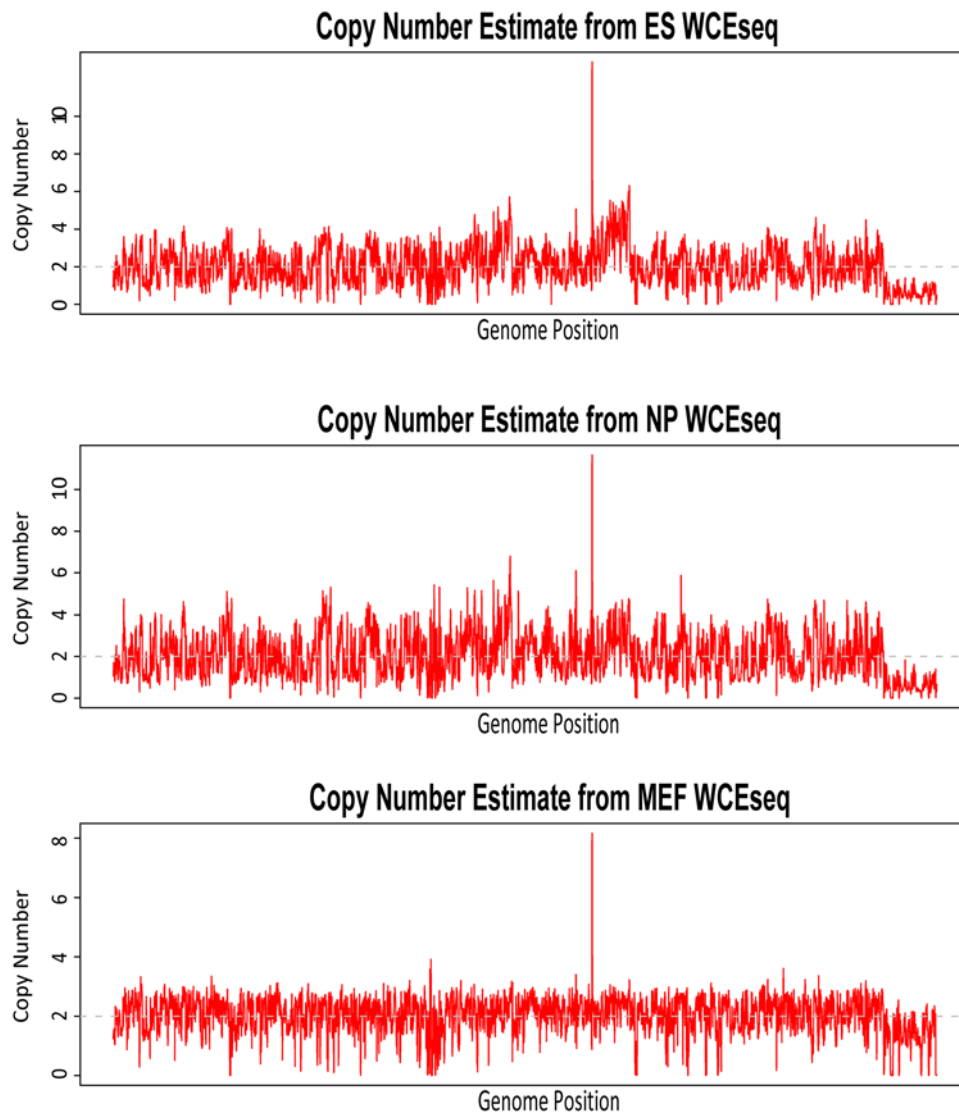 Copy Number Estimate from ES WCEseq
Copy Number
10
8
6
4
2
0
Genome Position
Copy Number Estimate from NP WCEseq
Copy Number
10
8
6
4
2
0
Genome Position
Copy Number Estimate from MEF WCEseq
Copy Number
8
6
4
2
0
Genome Position